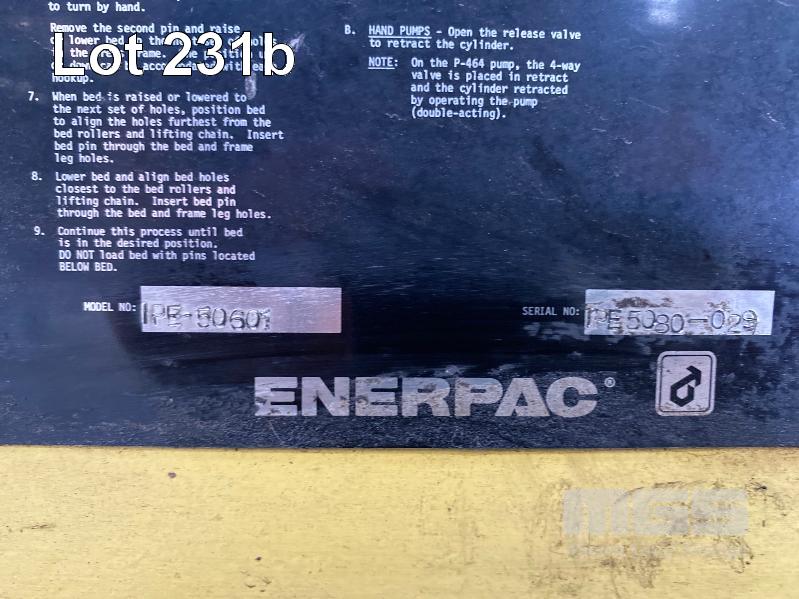 to turn by hand.
Remove the second pin and raise
Lot 231b
hookup.
7. When bed is raised or lowered to
the next set of holes, position bed
to align the holes furthest from the
bed rollers and lifting chain. Insert
bed pin through the bed and frame
leg holes.
8. Lower bed and align bed holes
closest to the bed rollers and
lifting chain. Insert bed pin
through the bed and frame leg holes.
9. Continue this process until bed
is in the desired position.
DO NOT load bed with pins located
BELOW BED.
B. HAND PUMPS - Open the release valve
to retract the cylinder.
NOTE: On the P-464 pump, the 4-way
valve is placed in retract
and the cylinder retracted
by operating the pump
(double-acting).
MODEL NO: IPE-50601
SERIAL NO: IPE5030-029
ENERPAC®
MGS